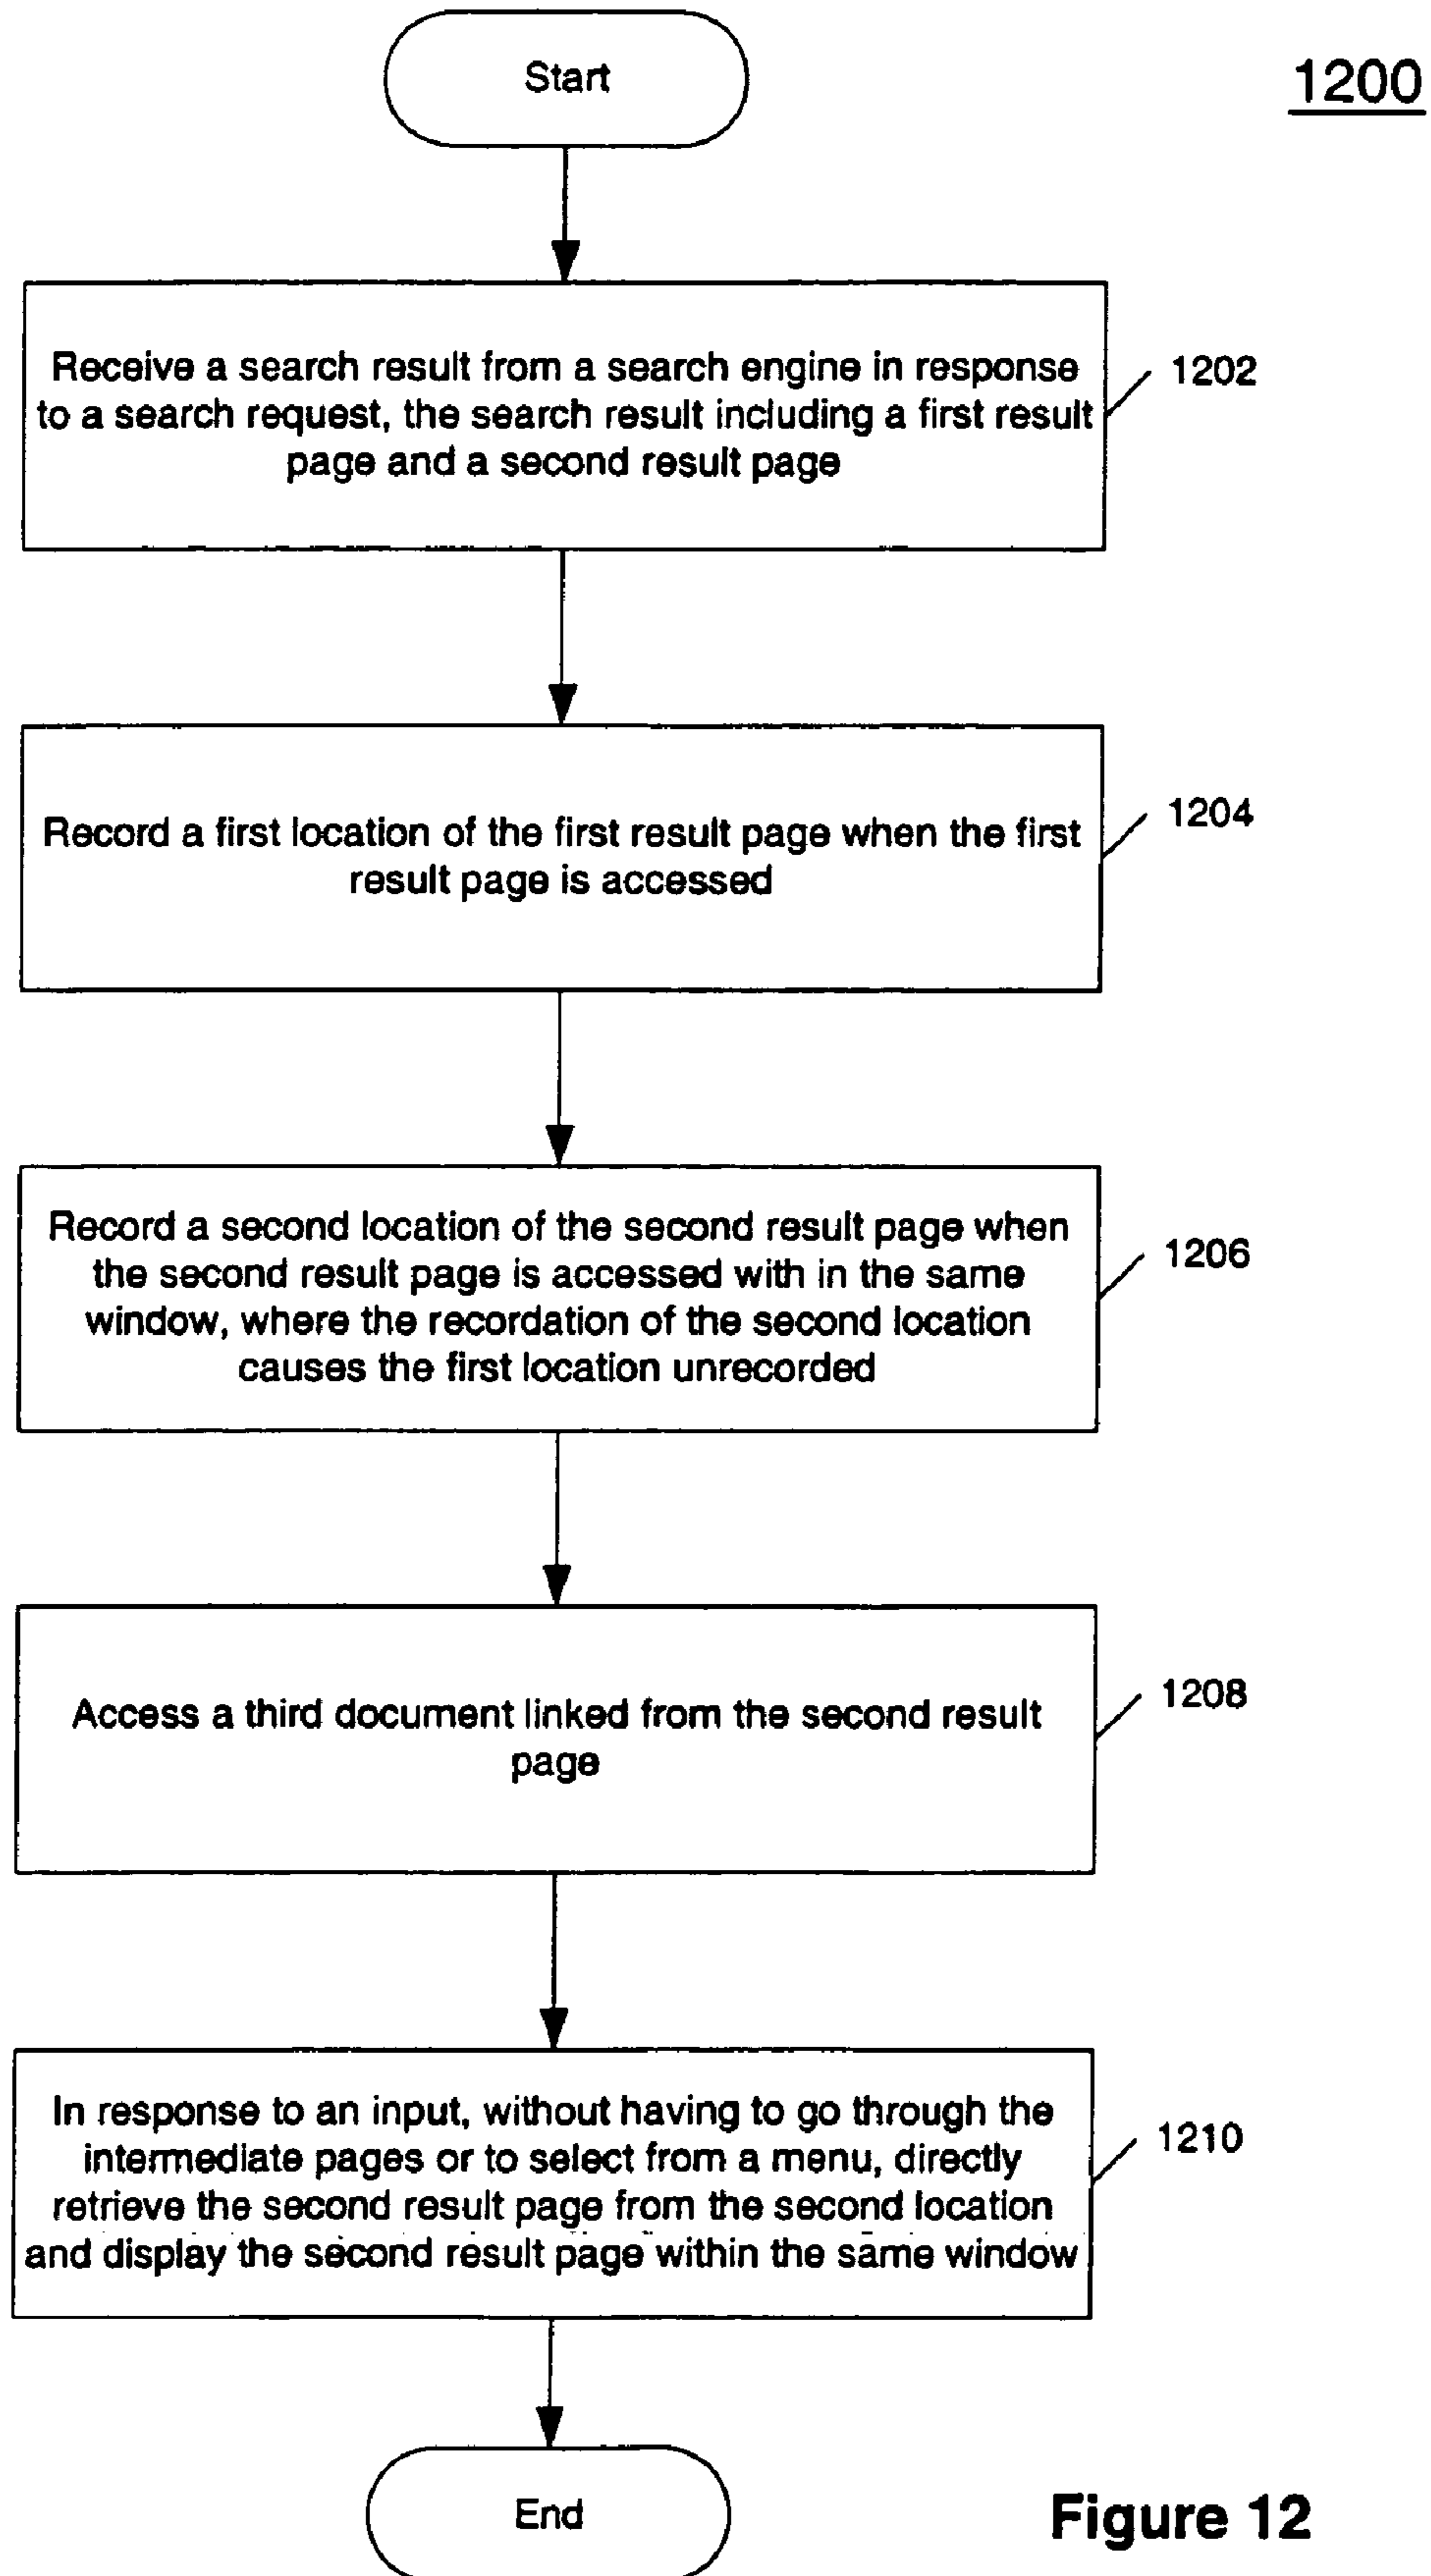 Start
1200
Receive a search result from a search engine in response
to a search request, the search result including a first result
page and a second result page
1202
Record a first location of the first result page when the first
result page is accessed
1204
Record a second location of the second result page when
the second result page is accessed with in the same
window, where the recordation of the second location
causes the first location unrecorded
1206
Access a third document linked from the second result
page
1208
In response to an input, without having to go through the
intermediate pages or to select from a menu, directly
retrieve the second result page from the second location
and display the second result page within the same window
1210
End
Figure 12